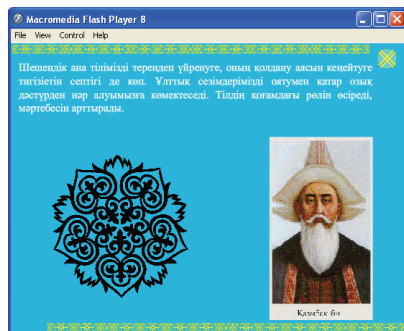 Macromedia Flash Player 8
File View Control Help
Шешендік ана тілімізді тереңдеп үйренуге, оның қолдану аясын кеңейтуге
тигізіетін септігі де көп. Ұлттық сезімдерімізді оятумен қатар озық
дәстүрден нәр алуымызға көмектеседі. Тілдің қоғамдағы рөлін өсіреді,
мәртебесін арттырады.
Қазыбек би